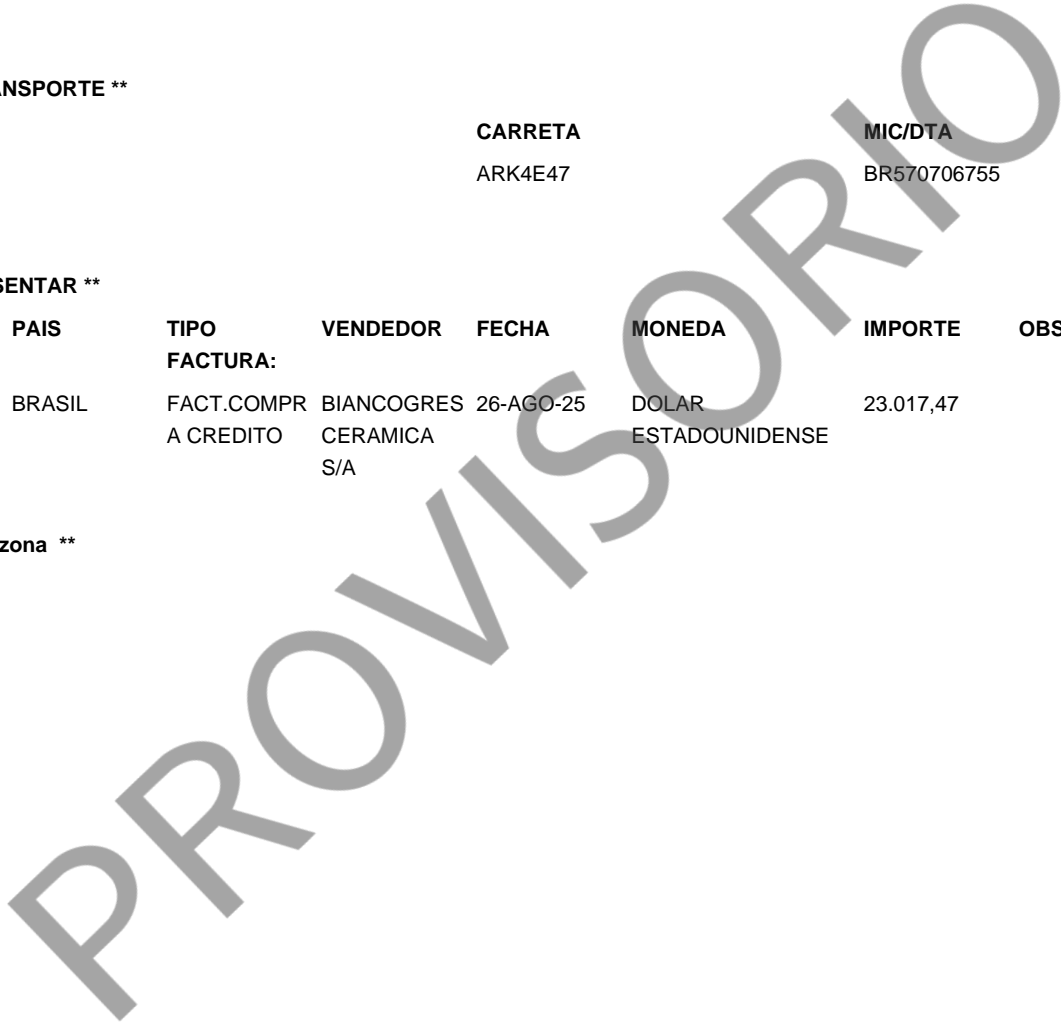 ANSPORTE **
CARRETA MIC/DTA
ARK4E47 BR570706755
SENTAR **
PAIS TIPO VENDEDOR FECHA MONEDA IMPORTE OBS
FACTURA:
BRASIL FACT.COMPR BIANCOGRES 26-AGO-25 DOLAR 23.017,47
A CREDITO CERAMICA ESTADOUNIDENSE
S/A
zona **
PROVISORIO